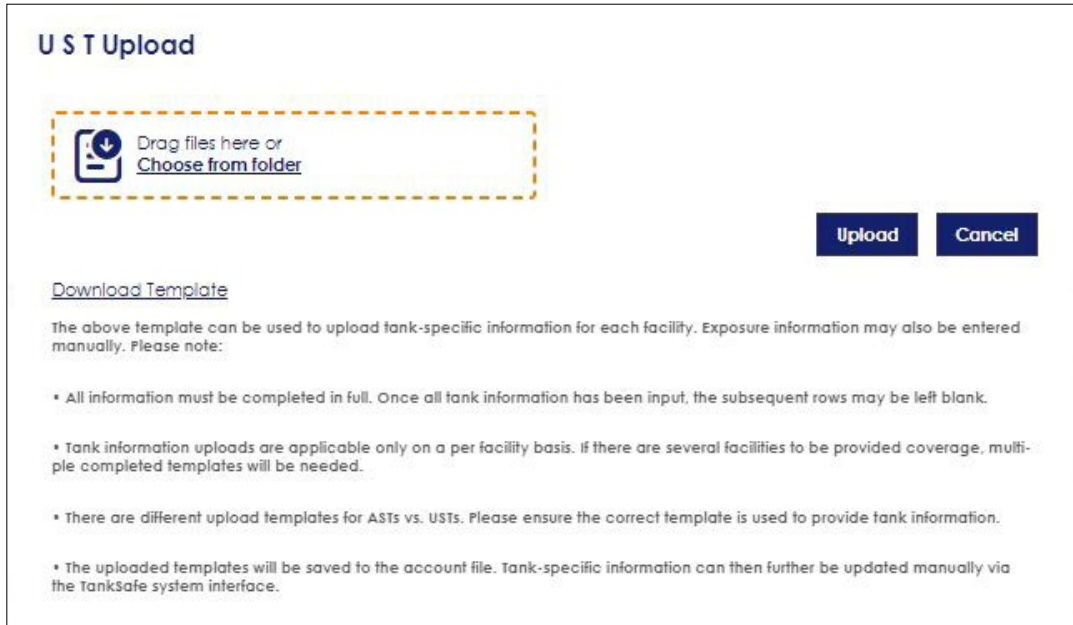 U S T Upload
Drag files here or
Choose from folder
Upload Cancel
Download Template
The above template can be used to upload tank-specific information for each facility. Exposure information may also be entered
manually. Please note:
• All information must be completed in full. Once all tank information has been input, the subsequent rows may be left blank.
• Tank information uploads are applicable only on a per facility basis. If there are several facilities to be provided coverage, multi-
ple completed templates will be needed.
• There are different upload templates for ASTs vs. USTs. Please ensure the correct template is used to provide tank information.
• The uploaded templates will be saved to the account file. Tank-specific information can then further be updated manually via
the TankSafe system interface.